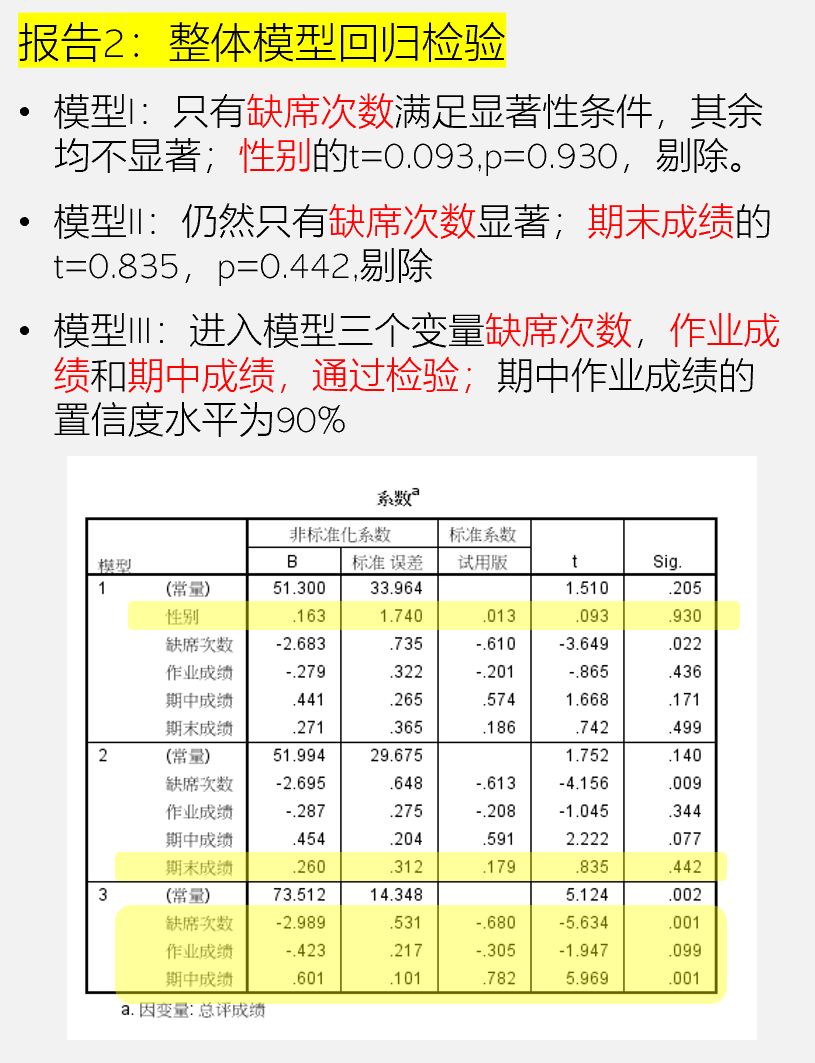 报告2：整体模型回归检验
• 模型I：只有缺席次数满足显著性条件，其余
均不显著；性别的t=0.093,p=0.930，剔除。
• 模型II：仍然只有缺席次数显著；期末成绩的
t=0.835，p=0.442,剔除
• 模型III：进入模型三个变量缺席次数，作业成
绩和期中成绩，通过检验；期中作业成绩的
置信度水平为90%
系数a
模型 非标准化系数 标准系数 t Sig.
B 标准 误差 试用版
1 (常量) 51.300 33.964 1.510 .205
性别 .163 1.740 .013 .093 .930
缺席次数 -2.683 .735 -.610 -3.649 .022
作业成绩 -.279 .322 -.201 -.865 .436
期中成绩 .441 .265 .574 1.668 .171
期末成绩 .271 .365 .186 .742 .499
2 (常量) 51.994 29.675 1.752 .140
缺席次数 -2.695 .648 -.613 -4.156 .009
作业成绩 -.287 .275 -.208 -1.045 .344
期中成绩 .454 .204 .591 2.222 .077
期末成绩 .260 .312 .179 .835 .442
3 (常量) 73.512 14.348 5.124 .002
缺席次数 -2.989 .531 -.680 -5.634 .001
作业成绩 -.423 .217 -.305 -1.947 .099
期中成绩 .601 .101 .782 5.969 .001
a. 因变量: 总评成绩